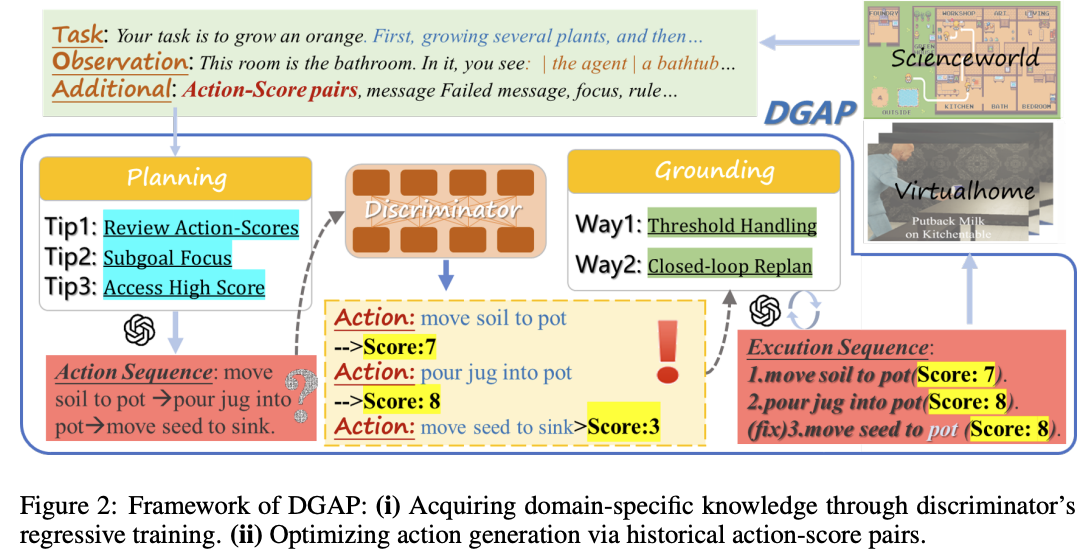 Task: Your task is to grow an orange. First, growing several plants, and then…
Observation: This room is the bathroom. In it, you see: | the agent | a bathtub…
Additional: Action-Score pairs, message Failed message, focus, rule…
FOUNDRY
WORKSHOP
ART..
LIVING
Scienceworld
OUTSIDE
KITCHEN
BATH
BEDROOM
DGAP
Virtualhome
Putback Milk
on Kitchentable
Planning
Tip1: Review Action-Scores
Tip2: Subgoal Focus
Tip3: Access High Score
Action Sequence: move
soil to pot →pour jug into
pot→move seed to sink.
?
Discriminator
Action: move soil to pot
-->Score:7
Action: pour jug into pot
--> Score: 8
Action: move seed to sink>Score:3
!
Grounding
Way1: Threshold Handling
Way2: Closed-loop Replan
Excution Sequence:
1.move soil to pot(Score: 7).
2.pour jug into pot(Score: 8).
(fix)3.move seed to pot (Score: 8).
Figure 2: Framework of DGAP: (i) Acquiring domain-specific knowledge through discriminator's
regressive training. (ii) Optimizing action generation via historical action-score pairs.